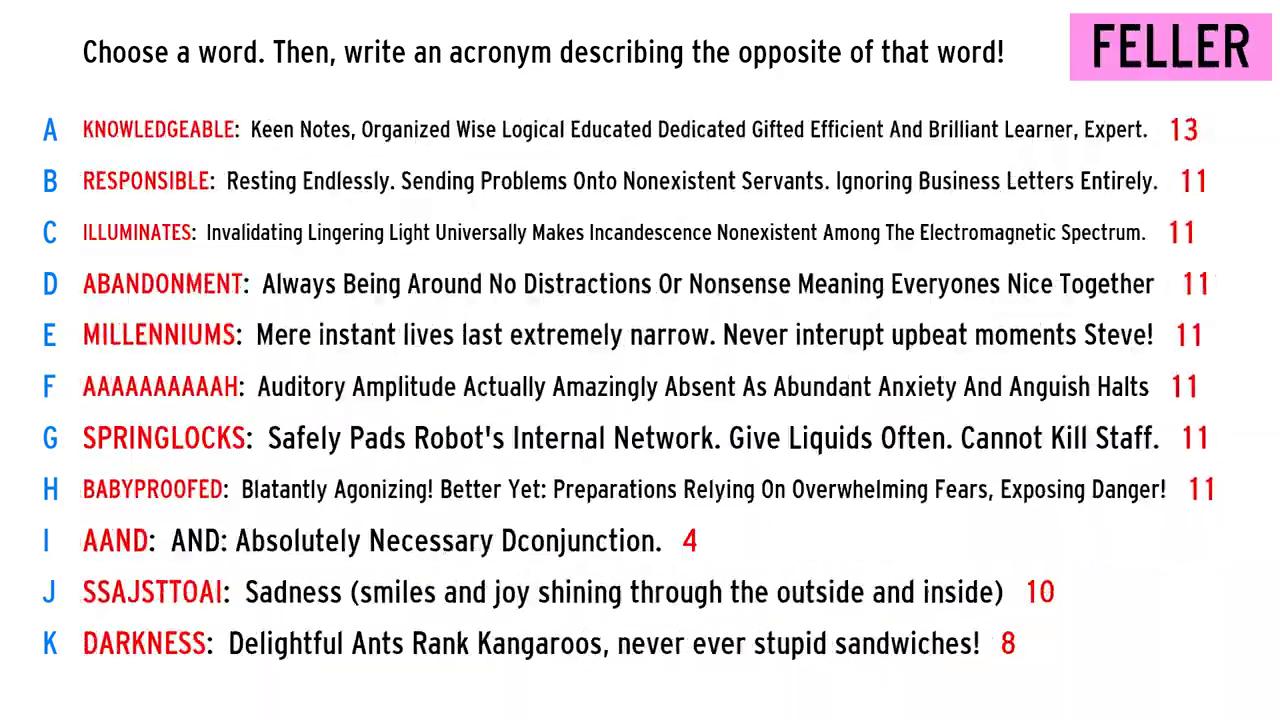 Choose a word. Then, write an acronym describing the opposite of that word!
FELLER
A KNOWLEDGEABLE: Keen Notes, Organized Wise Logical Educated Dedicated Gifted Efficient And Brilliant Learner, Expert. 13
B RESPONSIBLE: Resting Endlessly. Sending Problems Onto Nonexistent Servants. Ignoring Business Letters Entirely. 11
C ILLUMINATES: Invalidating Lingering Light Universally Makes Incandescence Nonexistent Among The Electromagnetic Spectrum. 11
D ABANDONMENT: Always Being Around No Distractions Or Nonsense Meaning Everyones Nice Together 11
E MILLENNIUMS: Mere instant lives last extremely narrow. Never interupt upbeat moments Steve! 11
F AAAAAAAAAAH: Auditory Amplitude Actually Amazingly Absent As Abundant Anxiety And Anguish Halts 11
G SPRINGLOCKS: Safely Pads Robot's Internal Network. Give Liquids Often. Cannot Kill Staff. 11
H BABYPROOFED: Blatantly Agonizing! Better Yet: Preparations Relying On Overwhelming Fears, Exposing Danger! 11
I AAND: AND: Absolutely Necessary Dconjunction. 4
J SSAJSTTOAI: Sadness (smiles and joy shining through the outside and inside) 10
K DARKNESS: Delightful Ants Rank Kangaroos, never ever stupid sandwiches! 8